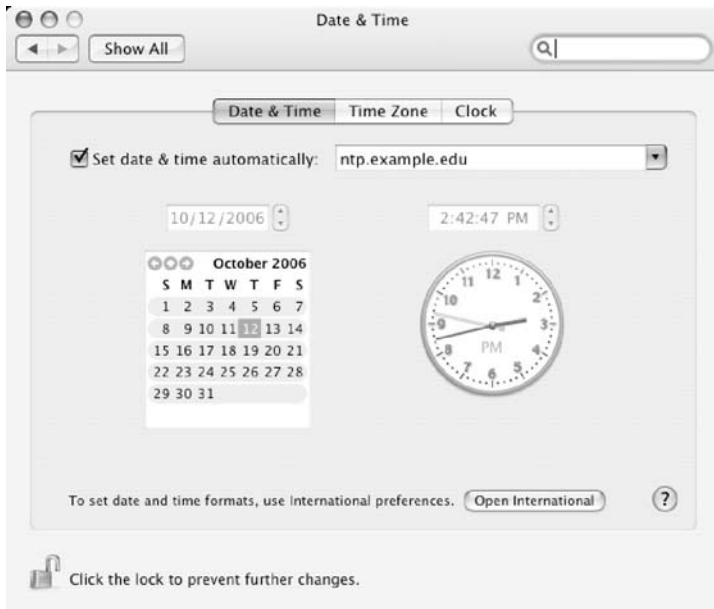 Date & Time
Show All
Date & Time Time Zone Clock
Set date & time automatically: ntp.example.edu
10/12/2006 2:42:47 PM
October 2006
S M T W T F S
1 2 3 4 5 6 7
8 9 10 11 12 13 14
15 16 17 18 19 20 21
22 23 24 25 26 27 28
29 30 31
12 1 2 3 4 5 6 7 8 9 10 11
PM
To set date and time formats, use International preferences. Open International ?
Click the lock to prevent further changes.